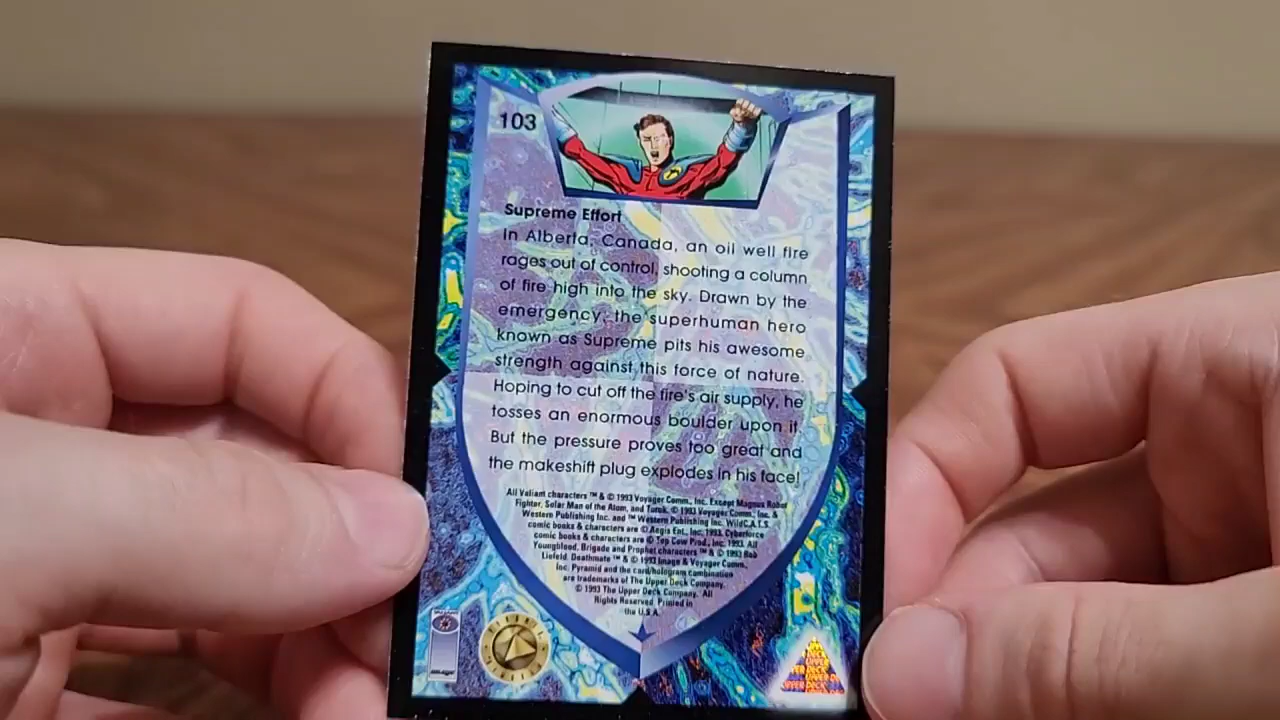 103
Supreme Effort
In Alberta, Canada, an oil well fire
rages out of control, shooting a column
of fire high into the sky. Drawn by the
emergency, the superhuman hero
known as Supreme pits his awesome
strength against this force of nature.
Hoping to cut off the fire's air supply, he
tosses an enormous boulder upon it.
But the pressure proves too great and
the makeshift plug explodes in his face!
All Valiant characters ™ & © 1993 Voyager Comm., Inc. Except Magnus Robot
Fighter, Solar Man of the Atom, and Turok. © 1993 Voyager Comm., Inc. &
Western Publishing Inc. and ™ Western Publishing Inc. WildC.A.T.S.
comic books & characters are © Aegis Ent., Inc. 1993. Cyberforce
comic books & characters are © Top Cow Prod., Inc. 1993. All
Youngblood, Brigade and Prophet characters ™ & © 1993 Rob
Liefeld. Deathmate ™ & © 1993 Image & Voyager Comm.,
Inc. Pyramid and the card/hologram combination
are trademarks of The Upper Deck Company.
© 1993 The Upper Deck Company. All
Rights Reserved. Printed in
the U.S.A.
DECK
UPPER
UPPER DECK